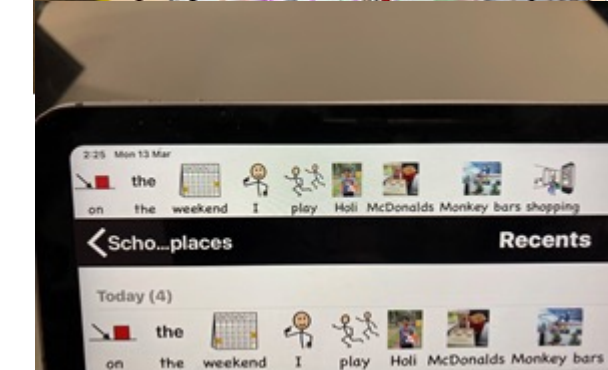 2:25 Mon 13 Mar
the
on the weekend I play Holi McDonalds Monkey bars shopping
Scho...places Recents
Today (4)
the
on the weekend I play Holi McDonalds Monkey bars